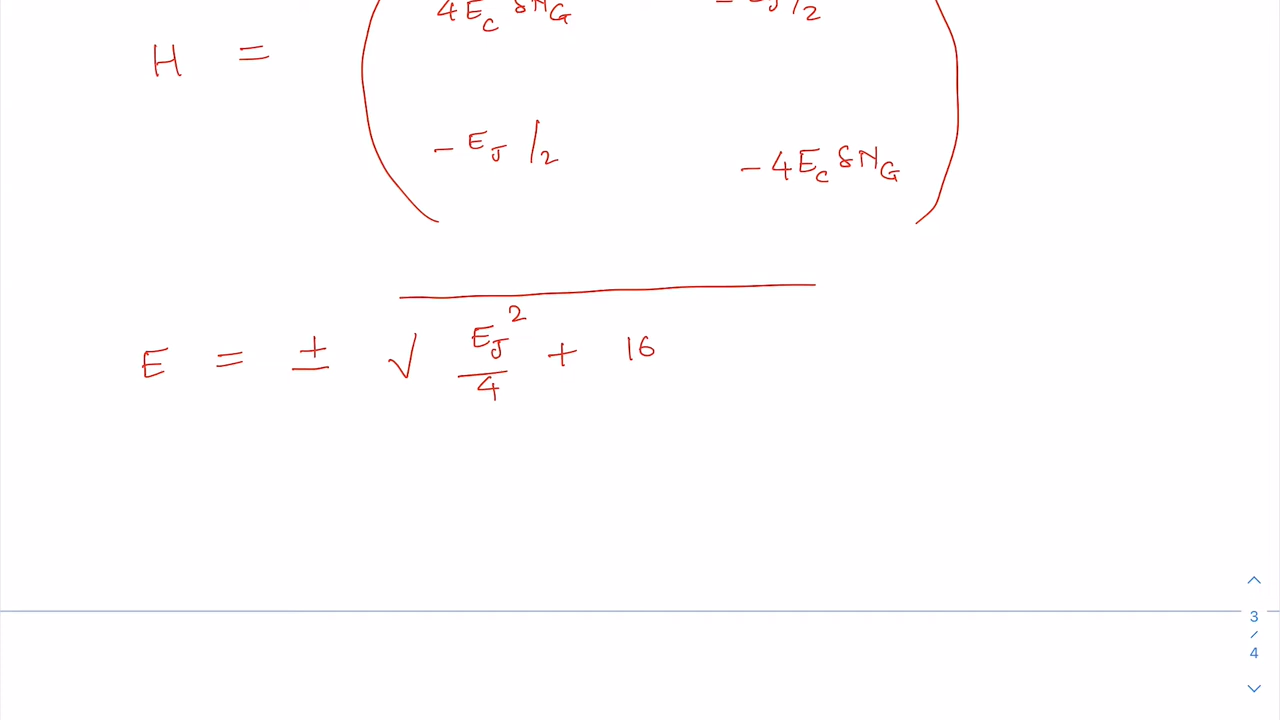 4E_C δN_G - E_J/2
H =
- E_J/2 - 4E_C δN_G
E = ± √ E_J²/4 + 16
3
/
4